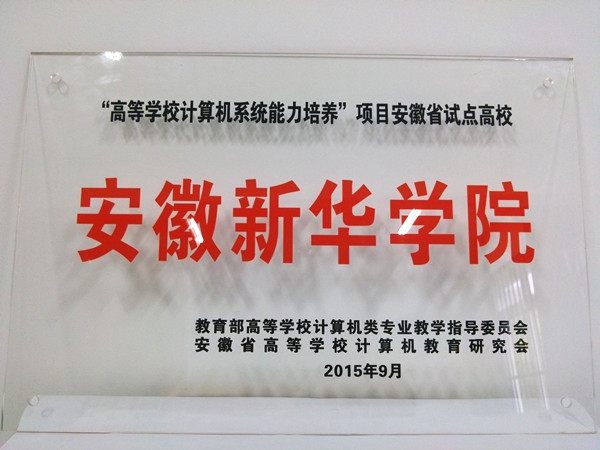 “高等学校计算机系统能力培养”项目安徽省试点高校
安徽新华学院
教育部高等学校计算机类专业教学指导委员会
安徽省高等学校计算机教育研究会
2015年9月